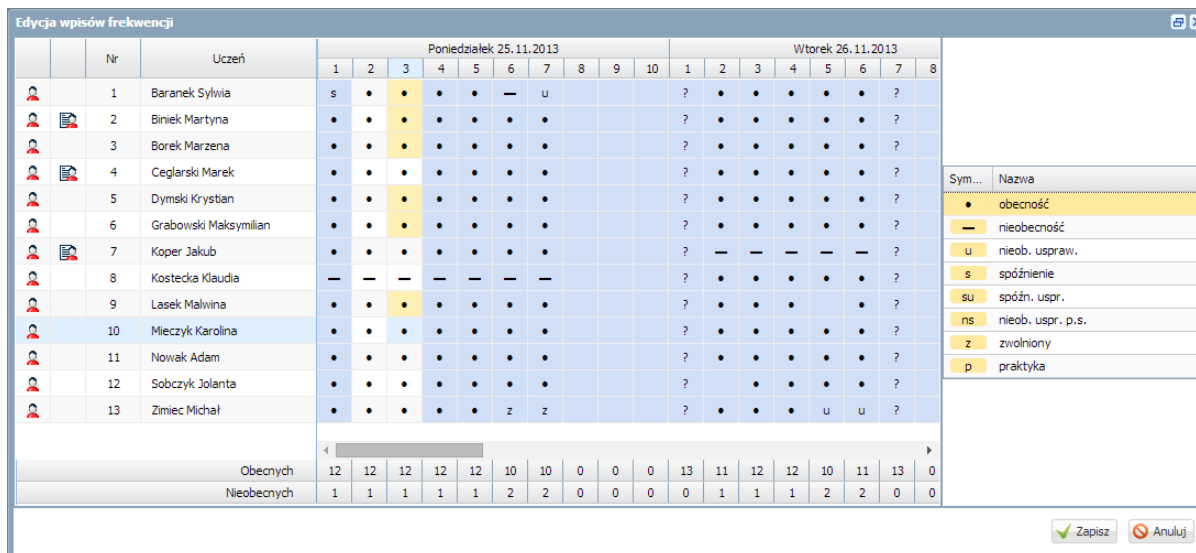 Edycja wpisów frekwencji
Nr Uczeń Poniedziałek 25.11.2013 Wtorek 26.11.2013
1 2 3 4 5 6 7 8 9 10 1 2 3 4 5 6 7 8
1 Baranek Sylwia s • • • • — u ? • • • • • ?
2 Biniek Martyna • • • • • • • ? • • • • • ?
3 Borek Marzena • • • • • • • ? • • • • • ?
4 Ceglarski Marek • • • • • • • ? • • • • • ?
5 Dymski Krystian • • • • • • • ? • • • • • ?
6 Grabowski Maksymilian • • • • • • • ? • • • • • ?
7 Koper Jakub • • • • • • • ? — — — — — ?
8 Kostecka Klaudia — — — — — — — ? • • • • • ?
9 Lasek Malwina • • • • • • • ? • • • • ?
10 Mieczyk Karolina • • • • • • • ? • • • • • ?
11 Nowak Adam • • • • • • • ? • • • • • ?
12 Sobczyk Jolanta • • • • • • • ? • • • • ?
13 Zimiec Michał • • • • • z z ? • • • u u ?
Obecnych 12 12 12 12 12 10 10 0 0 0 13 11 12 12 10 11 13 0
Nieobecnych 1 1 1 1 1 2 2 0 0 0 0 1 1 1 2 2 0 0
Sym... Nazwa
• obecność
— nieobecność
u nieob. uspraw.
s spóźnienie
su spóźn. uspr.
ns nieob. uspr. p.s.
z zwolniony
p praktyka
Zapisz Anuluj